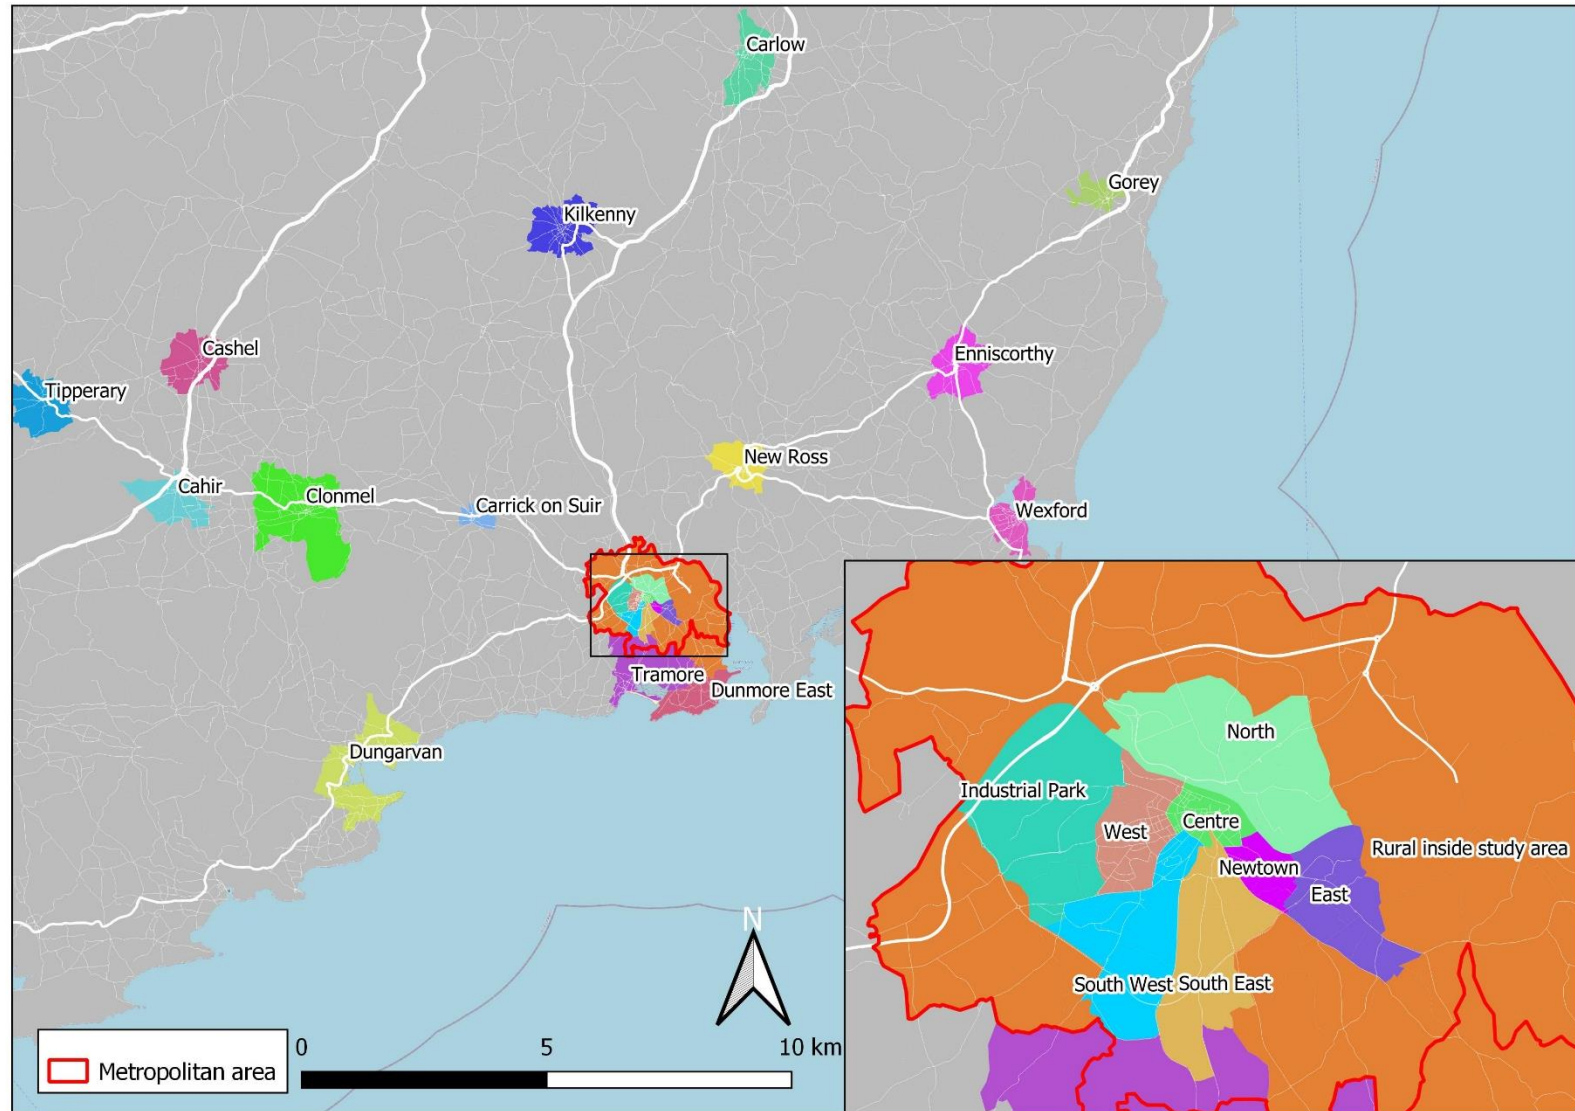 Carlow
Gorey
Kilkenny
Cashel
Enniscorthy
Tipperary
New Ross
Cahir
Clonmel
Carrick on Suir
Wexford
Tramore
Dunmore East
Dungarvan
North
Industrial Park
Centre
West
Rural inside study area
Newtown
East
South West
South East
N
Metropolitan area
0
5
10 km